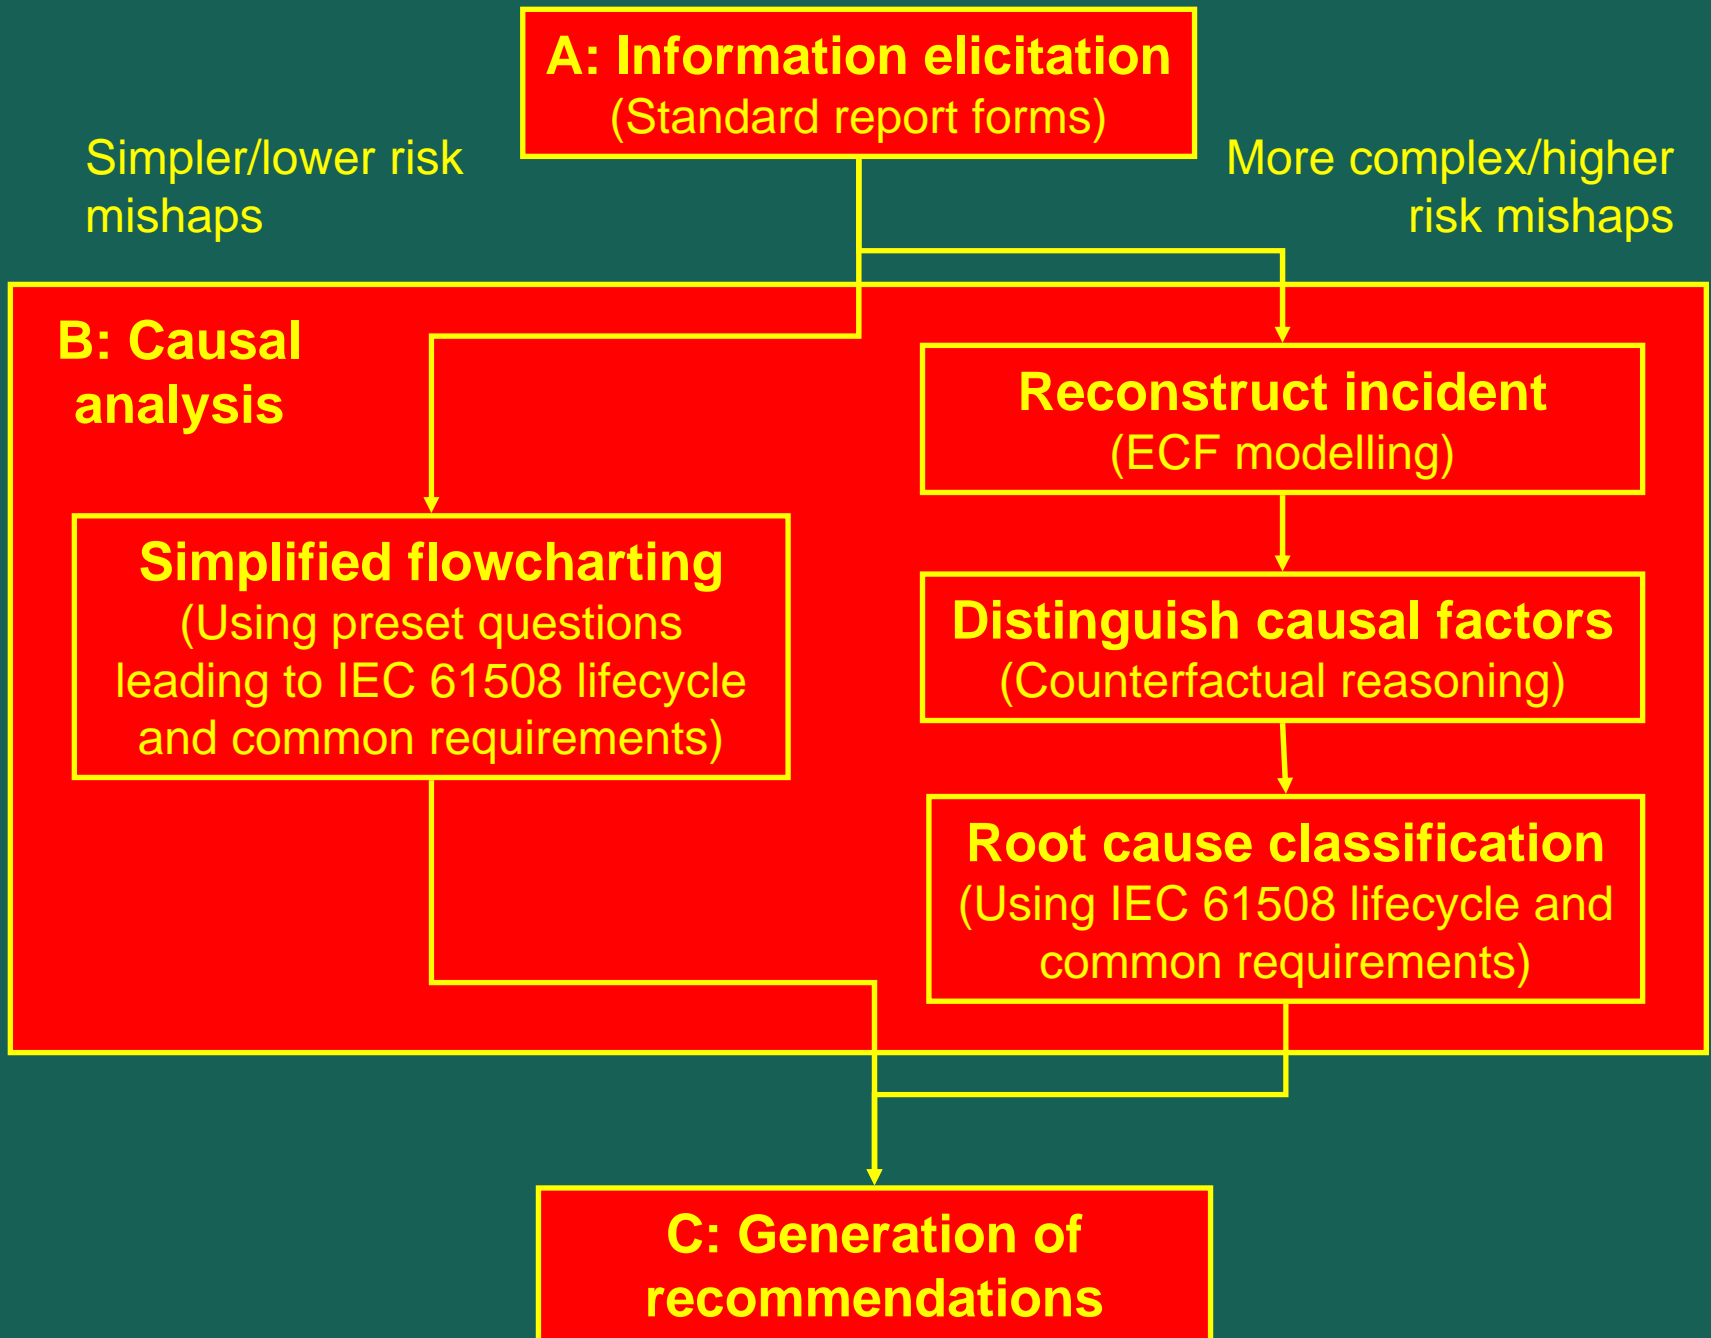 A: Information elicitation
(Standard report forms)
Simpler/lower risk
mishaps
More complex/higher
risk mishaps
B: Causal
analysis
Simplified flowcharting
(Using preset questions
leading to IEC 61508 lifecycle
and common requirements)
Reconstruct incident
(ECF modelling)
Distinguish causal factors
(Counterfactual reasoning)
Root cause classification
(Using IEC 61508 lifecycle and
common requirements)
C: Generation of
recommendations